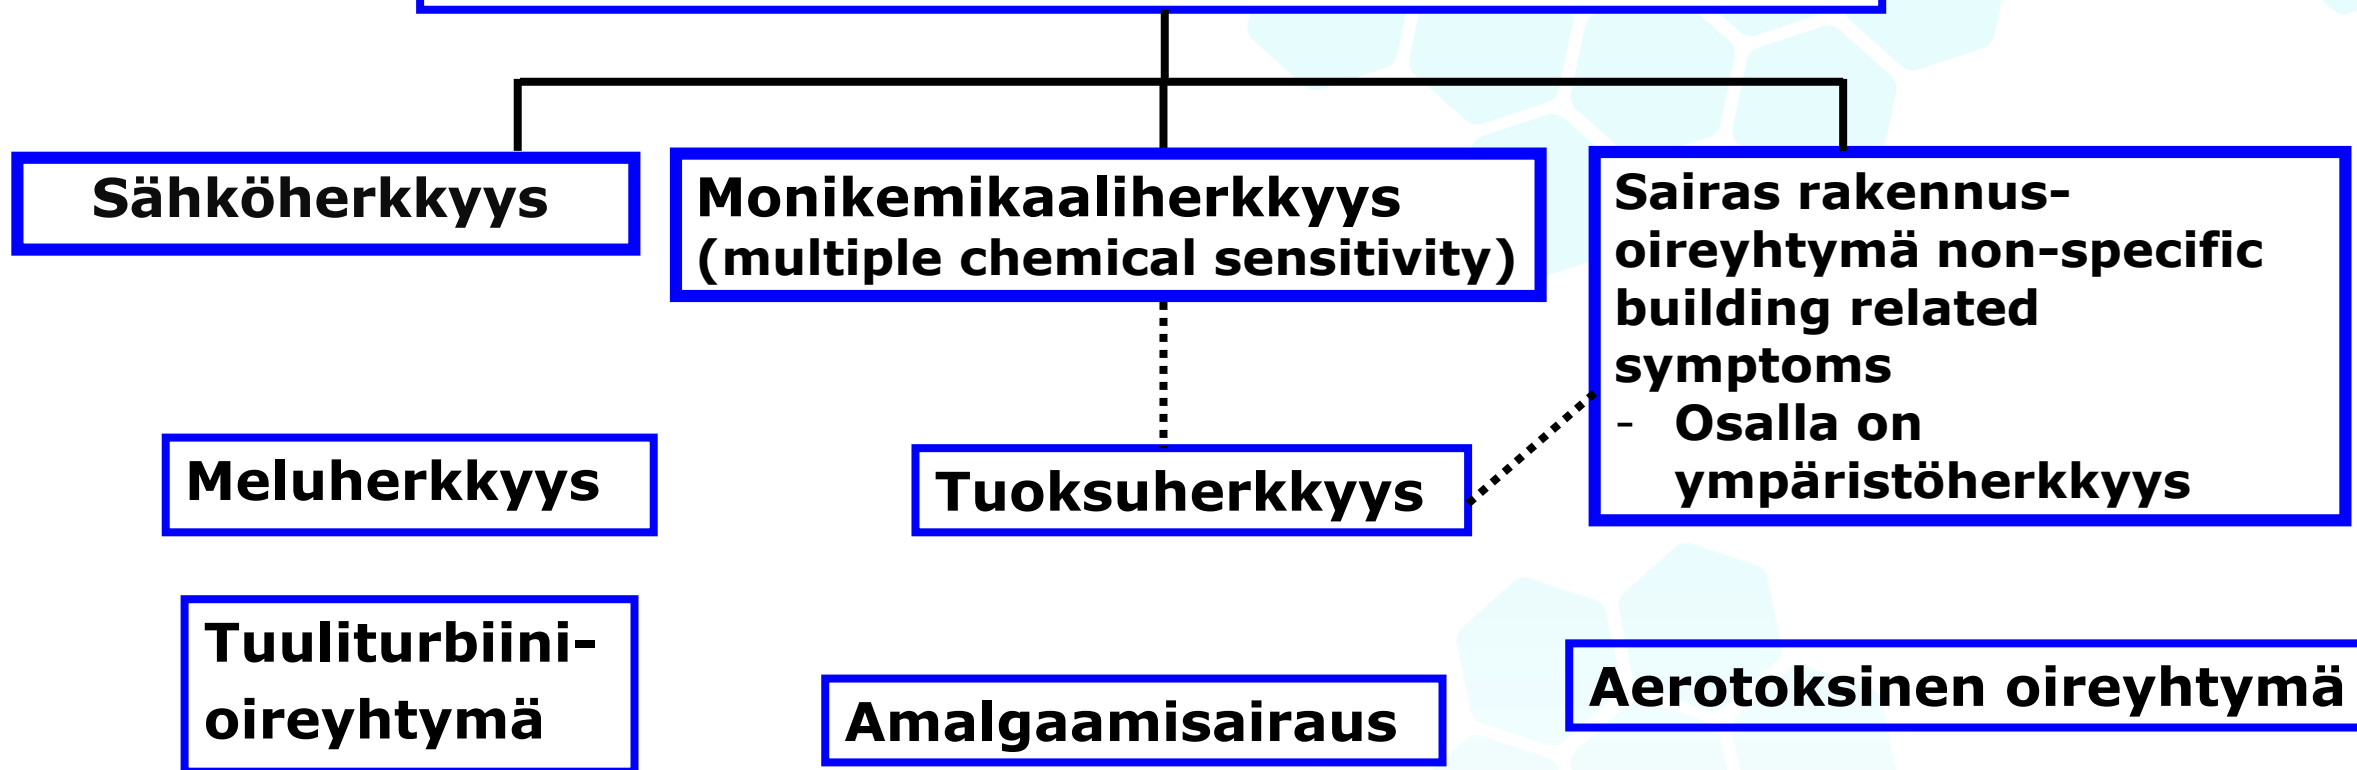 Sähköherkkyys
Monikemikaaliherkkyys
(multiple chemical sensitivity)
Sairas rakennus-
oireyhtymä non-specific
building related
symptoms
- Osalla on
ympäristöherkkyys
Meluherkkyys
Tuoksuherkkyys
Tuuliturbiini-
oireyhtymä
Amalgaamisairaus
Aerotoksinen oireyhtymä